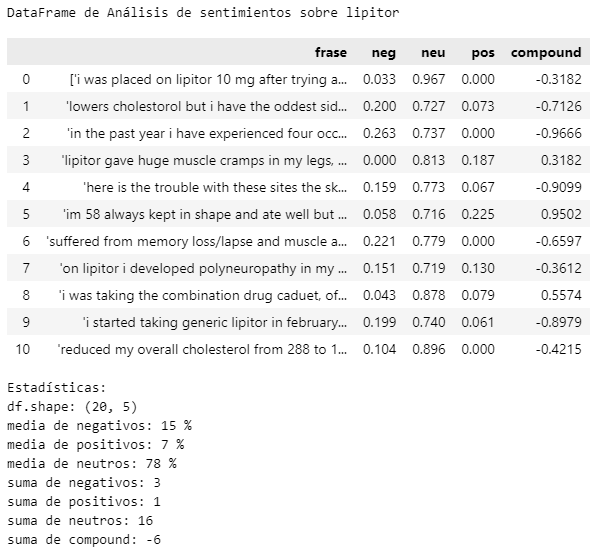 DataFrame de Análisis de sentimientos sobre lipitor
frase neg neu pos compound
0 ['i was placed on lipitor 10 mg after trying a... 0.033 0.967 0.000 -0.3182
1 'lowers cholestorol but i have the oddest sid... 0.200 0.727 0.073 -0.7126
2 'in the past year i have experienced four occ... 0.263 0.737 0.000 -0.9666
3 'lipitor gave huge muscle cramps in my legs, ... 0.000 0.813 0.187 0.3182
4 'here is the trouble with these sites the sk... 0.159 0.773 0.067 -0.9099
5 'im 58 always kept in shape and ate well but ... 0.058 0.716 0.225 0.9502
6 'suffered from memory loss/lapse and muscle a... 0.221 0.779 0.000 -0.6597
7 'on lipitor i developed polyneuropathy in my ... 0.151 0.719 0.130 -0.3612
8 'i was taking the combination drug caduet, of... 0.043 0.878 0.079 0.5574
9 'i started taking generic lipitor in february... 0.199 0.740 0.061 -0.8979
10 'reduced my overall cholesterol from 288 to 1... 0.104 0.896 0.000 -0.4215
Estadísticas:
df.shape: (20, 5)
media de negativos: 15 %
media de positivos: 7 %
media de neutros: 78 %
suma de negativos: 3
suma de positivos: 1
suma de neutros: 16
suma de compound: -6